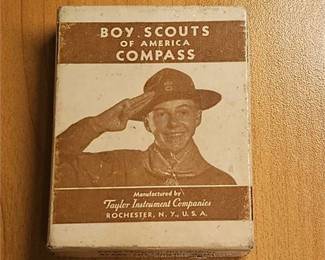 BOY SCOUTS
OF AMERICA
COMPASS
Manufactured by
Taylor Instrument Companies
ROCHESTER, N. Y., U. S. A.